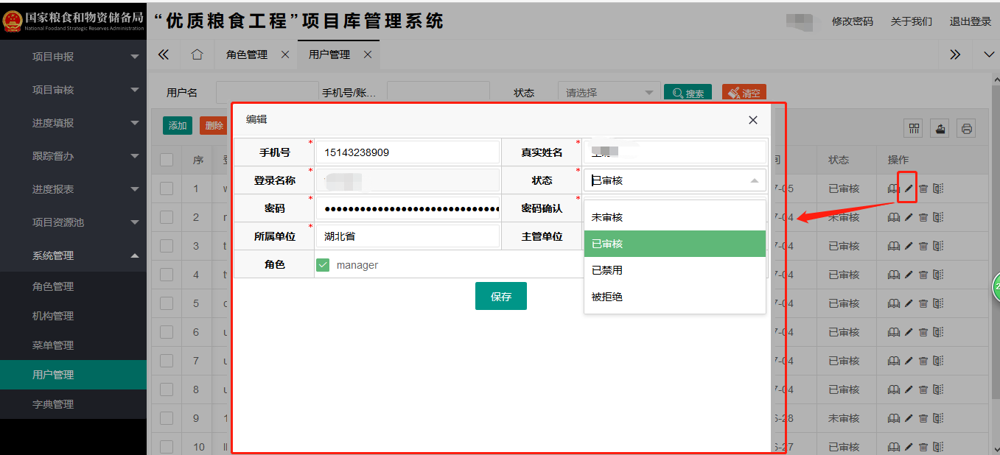 国家粮食和物资储备局
National Foodand Strategic Reserves Administration
“优质粮食工程”项目库管理系统
修改密码 关于我们 退出登录
角色管理 用户管理
项目申报
项目审核
进度填报
跟踪督办
进度报表
项目资源池
系统管理
角色管理
机构管理
菜单管理
用户管理
字典管理
用户名 手机号/账... 状态 请选择 搜索 清空
添加 删除
编辑
手机号 * 15143238909 真实姓名 *
登录名称 * 状态 * 已审核
密码 * ●●●●●●●●●●●●●●●●●●●●●●●●●●●● 密码确认 *
所属单位 * 湖北省 主管单位
角色 manager
未审核
已审核
已禁用
被拒绝
保存
序 状态 操作
1 7-05 已审核
2 7-04 未审核
3 7-04 已审核
4 7-04 已审核
5 7-04 已审核
6 7-04 已审核
7 7-04 已审核
8 7-04 已审核
9 6-28 未审核
10 6-27 已审核